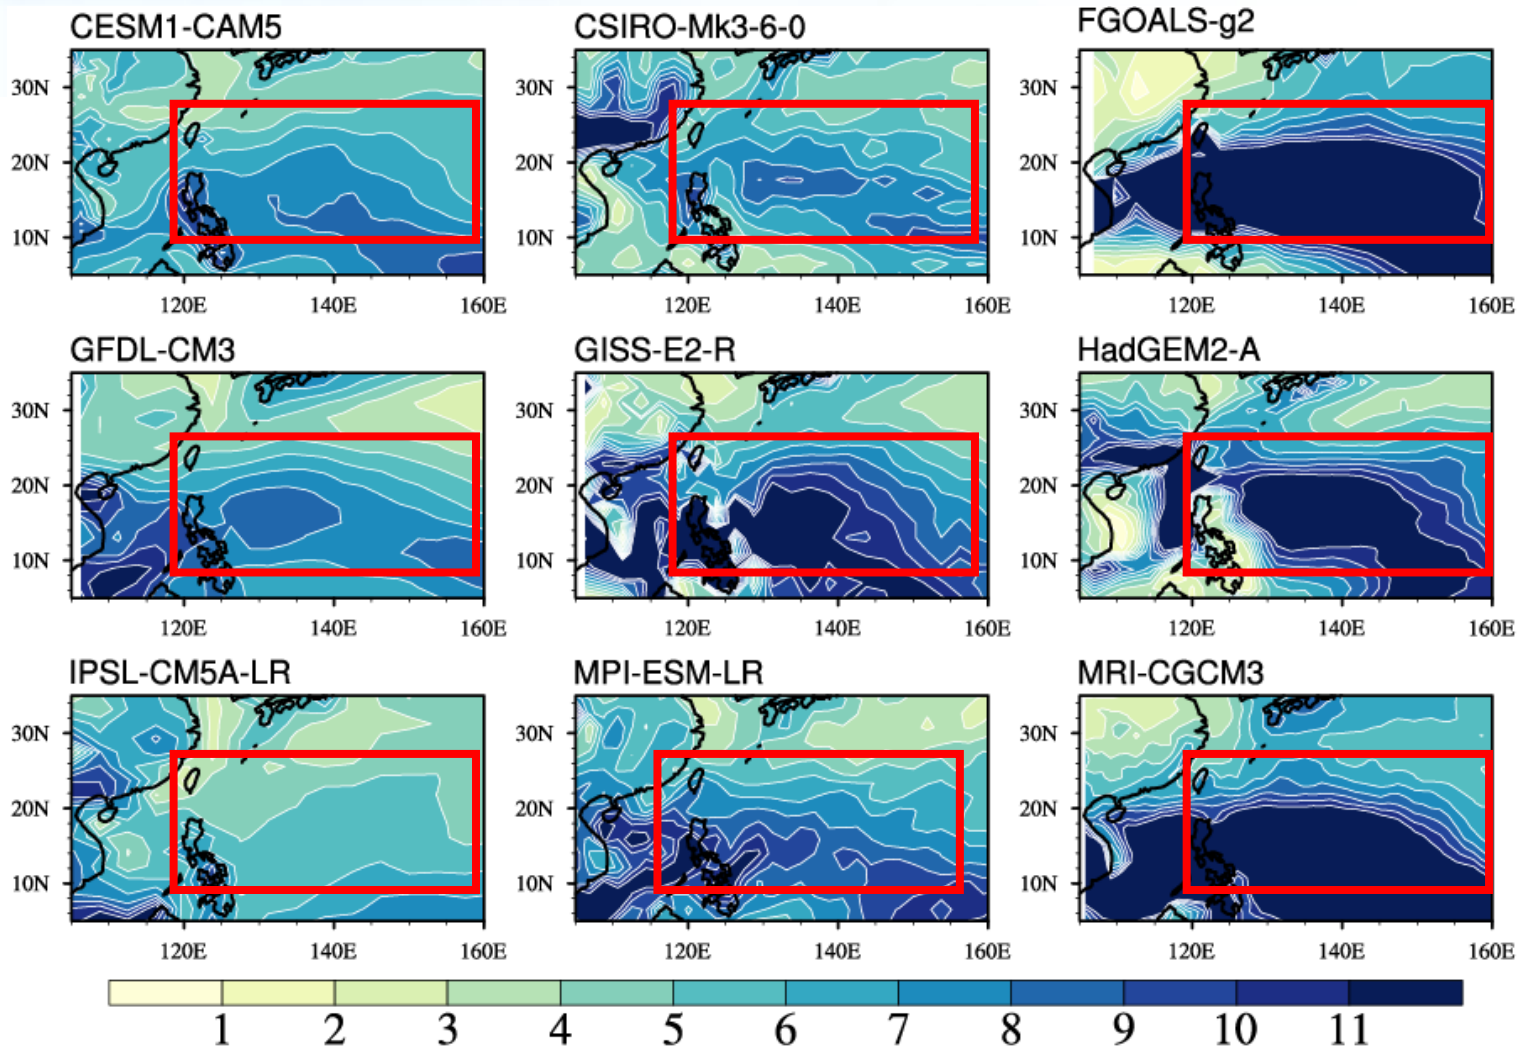 CESM1-CAM5 CSIRO-Mk3-6-0 FGOALS-g2
30N 30N 30N
20N 20N 20N
10N 10N 10N
120E 140E 160E 120E 140E 160E 120E 140E 160E
GFDL-CM3 GISS-E2-R HadGEM2-A
30N 30N 30N
20N 20N 20N
10N 10N 10N
120E 140E 160E 120E 140E 160E 120E 140E 160E
IPSL-CM5A-LR MPI-ESM-LR MRI-CGCM3
30N 30N 30N
20N 20N 20N
10N 10N 10N
120E 140E 160E 120E 140E 160E 120E 140E 160E
1 2 3 4 5 6 7 8 9 10 11